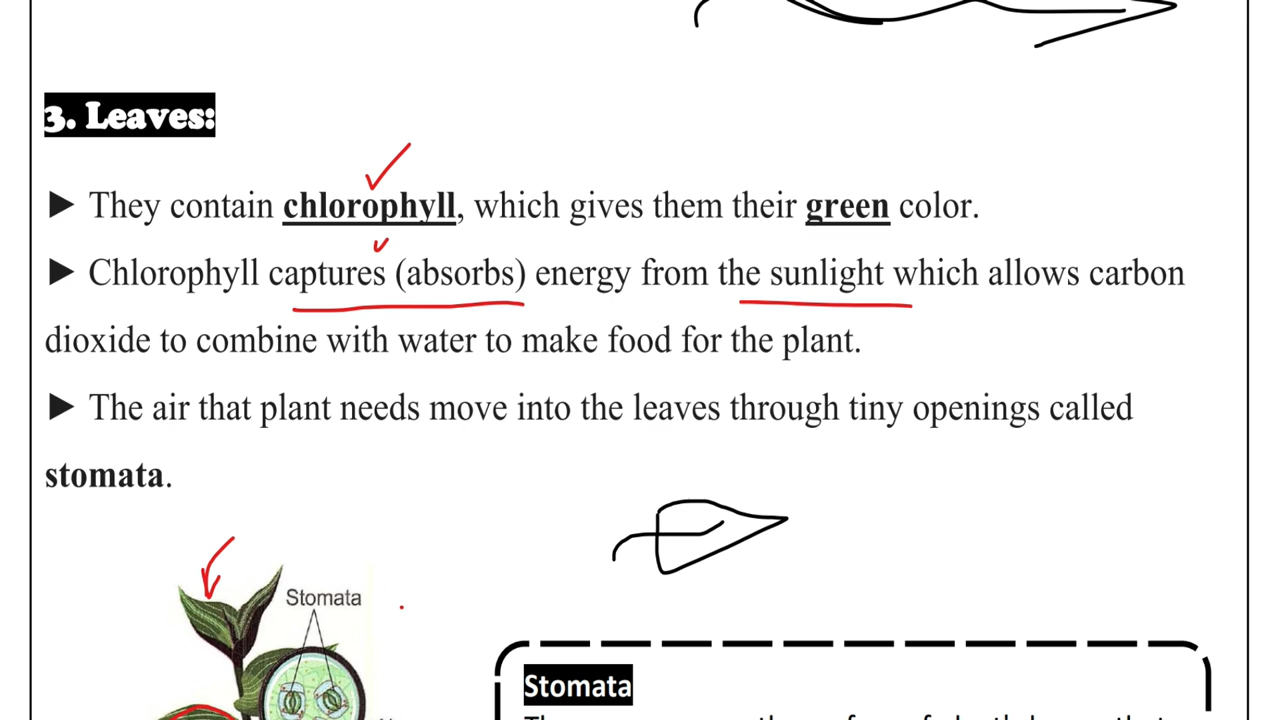 3. Leaves:
► They contain chlorophyll, which gives them their green color.
► Chlorophyll captures (absorbs) energy from the sunlight which allows carbon
dioxide to combine with water to make food for the plant.
► The air that plant needs move into the leaves through tiny openings called
stomata.
Stomata
Stomata